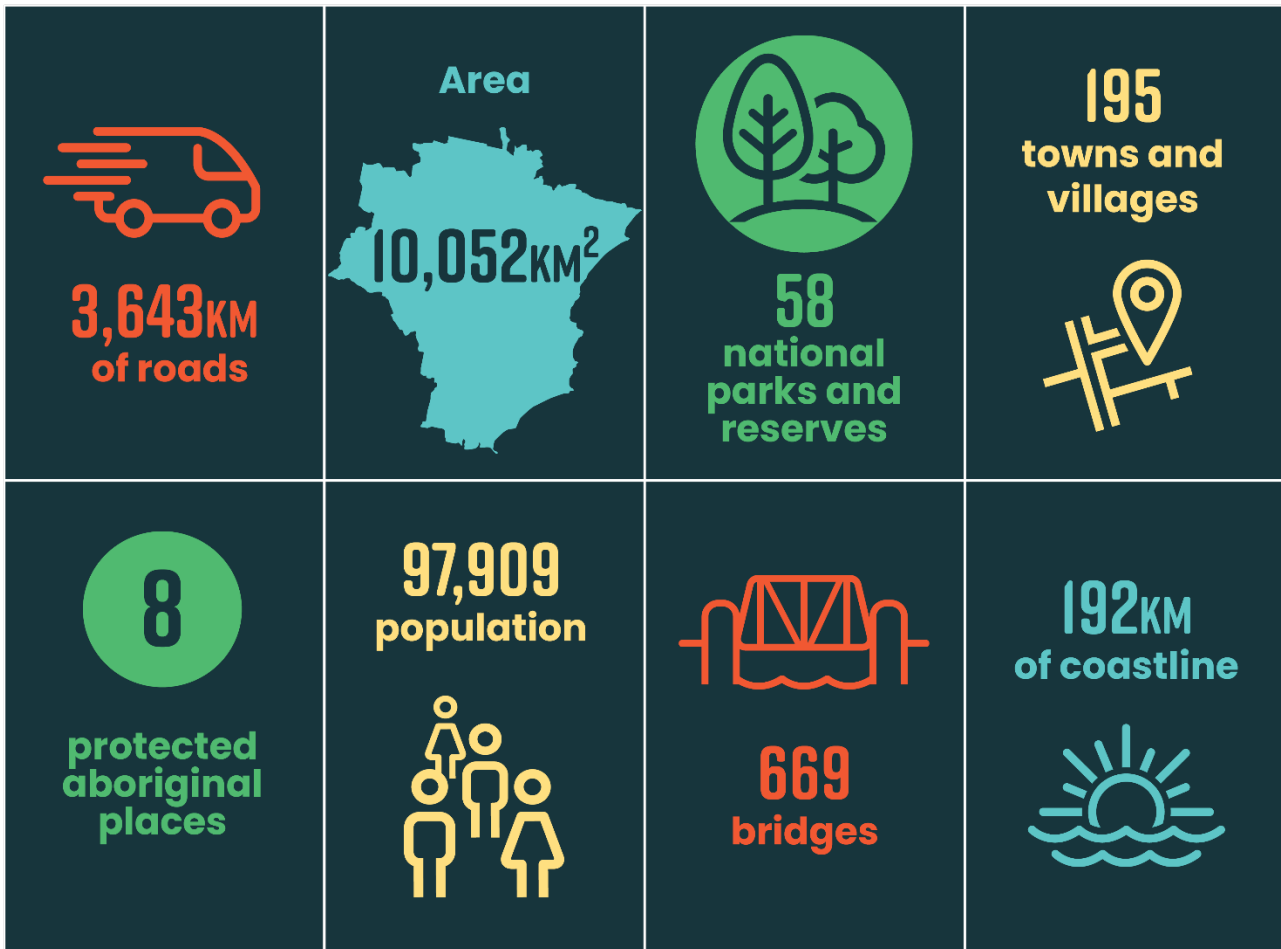 3,643KM
of roads
Area
10,052KM²
58
national
parks and
reserves
195
towns and
villages
8
protected
aboriginal
places
97,909
population
669
bridges
192KM
of coastline